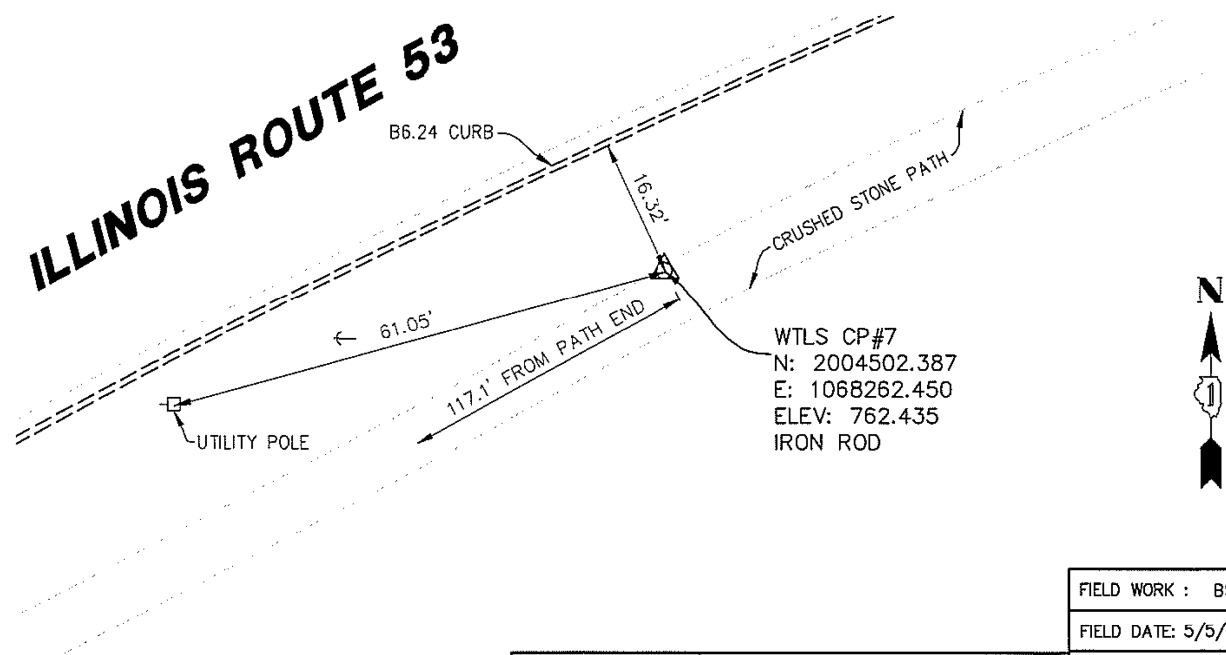 ILLINOIS ROUTE 53
B6.24 CURB
16.32'
CRUSHED STONE PATH
61.05'
117.1' FROM PATH END
UTILITY POLE
WTLS CP#7
N: 2004502.387
E: 1068262.450
ELEV: 762.435
IRON ROD
N
FIELD WORK :
FIELD DATE: 5/5/